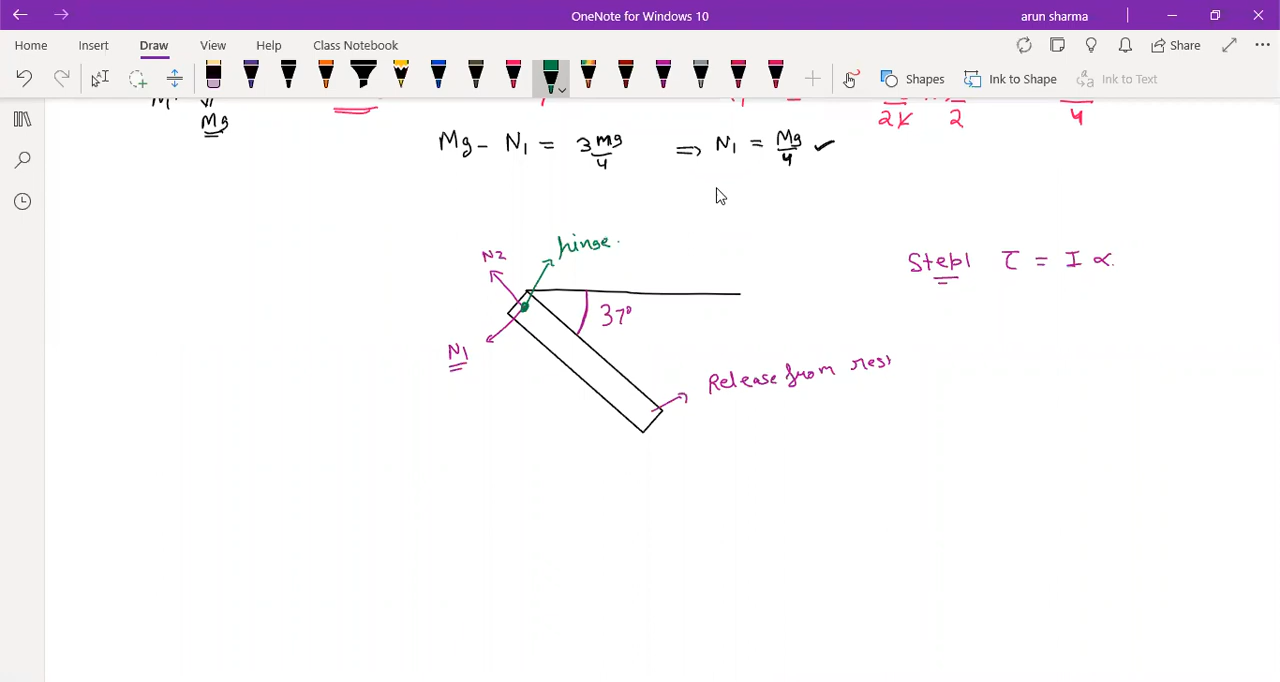 OneNote for Windows 10
arun sharma
Home Insert Draw View Help Class Notebook Share
Shapes Ink to Shape Ink to Text
Mg
2K 2 4
Mg - N1 = 3mg/4 ⇒ N1 = Mg/4 ✓
hinge.
N2
Step1 τ = I α.
37°
N1
Release from